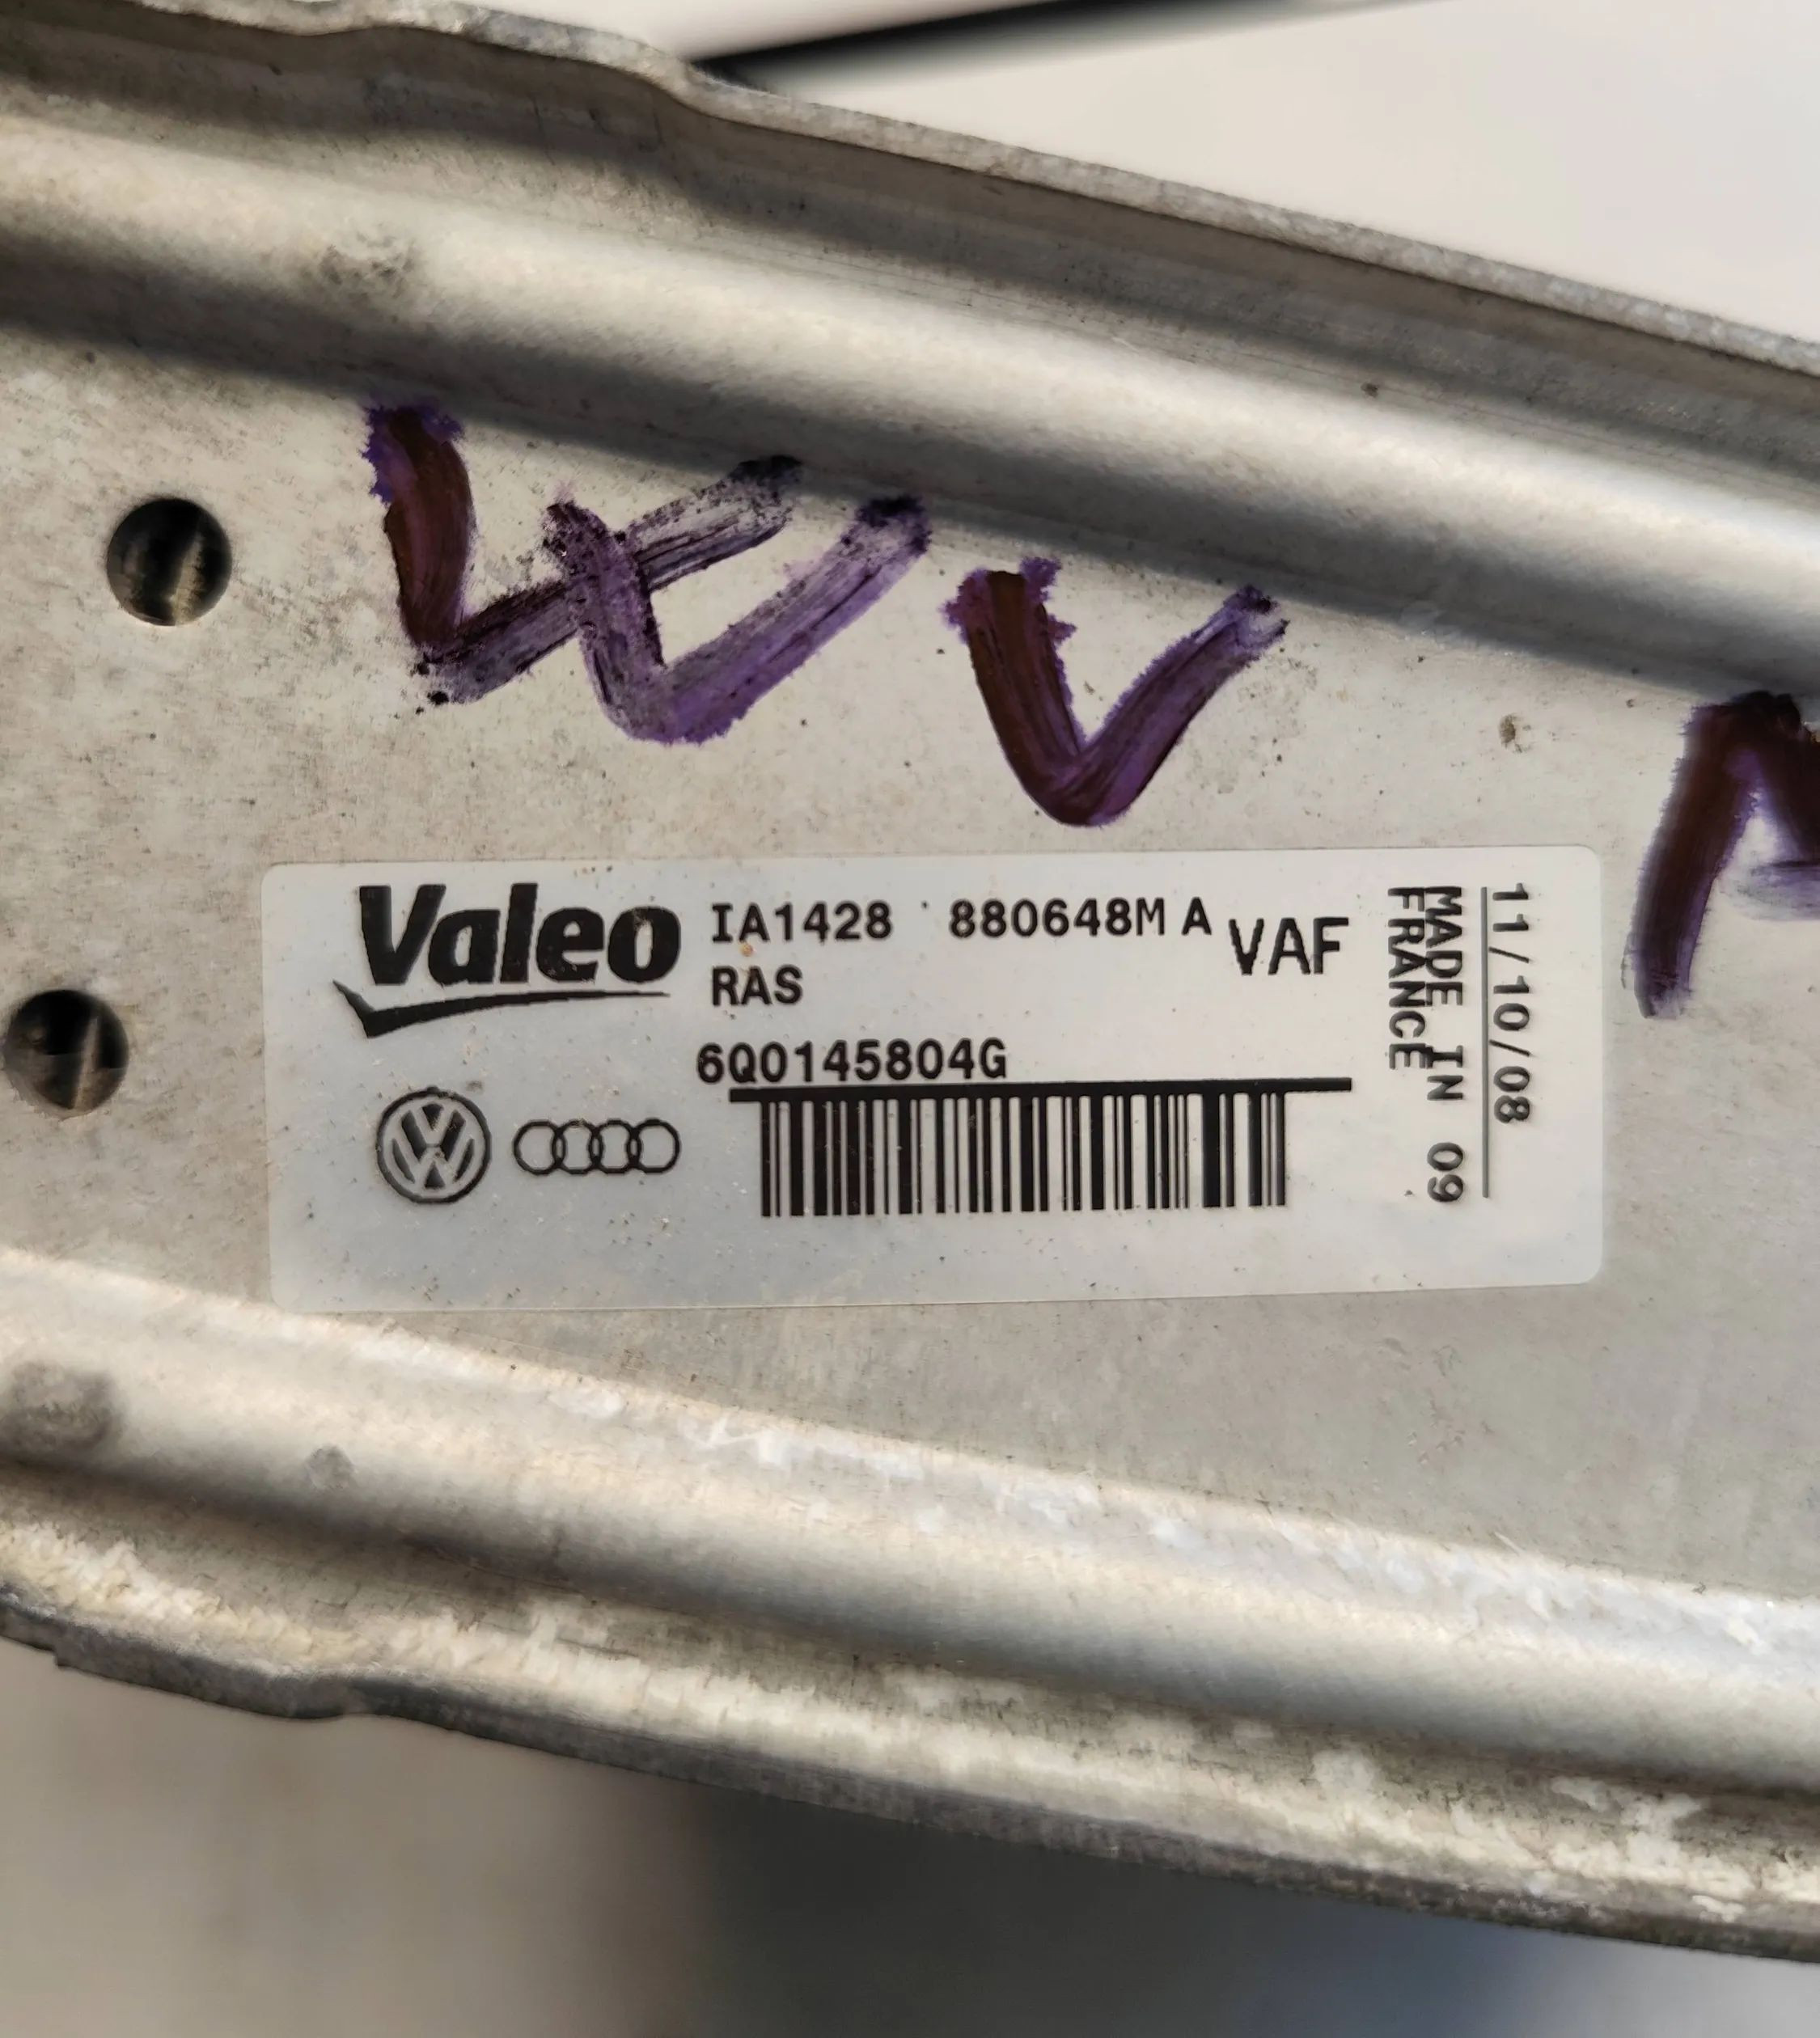 Valeo IA1428 880648M A VAF
RAS
6Q0145804G
11/10/08
MADE IN 09
FRANCE